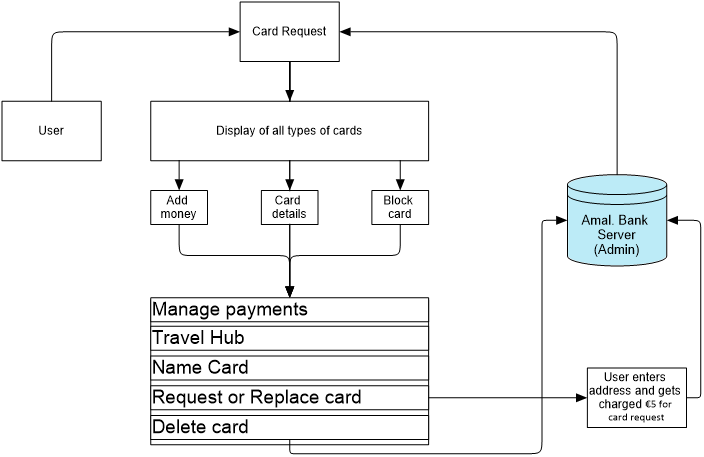 Card Request
User
Display of all types of cards
Add
money
Card
details
Block
card
Amal. Bank
Server
(Admin)
Manage payments
Travel Hub
Name Card
Request or Replace card
Delete card
User enters
address and gets
charged €5 for
card request